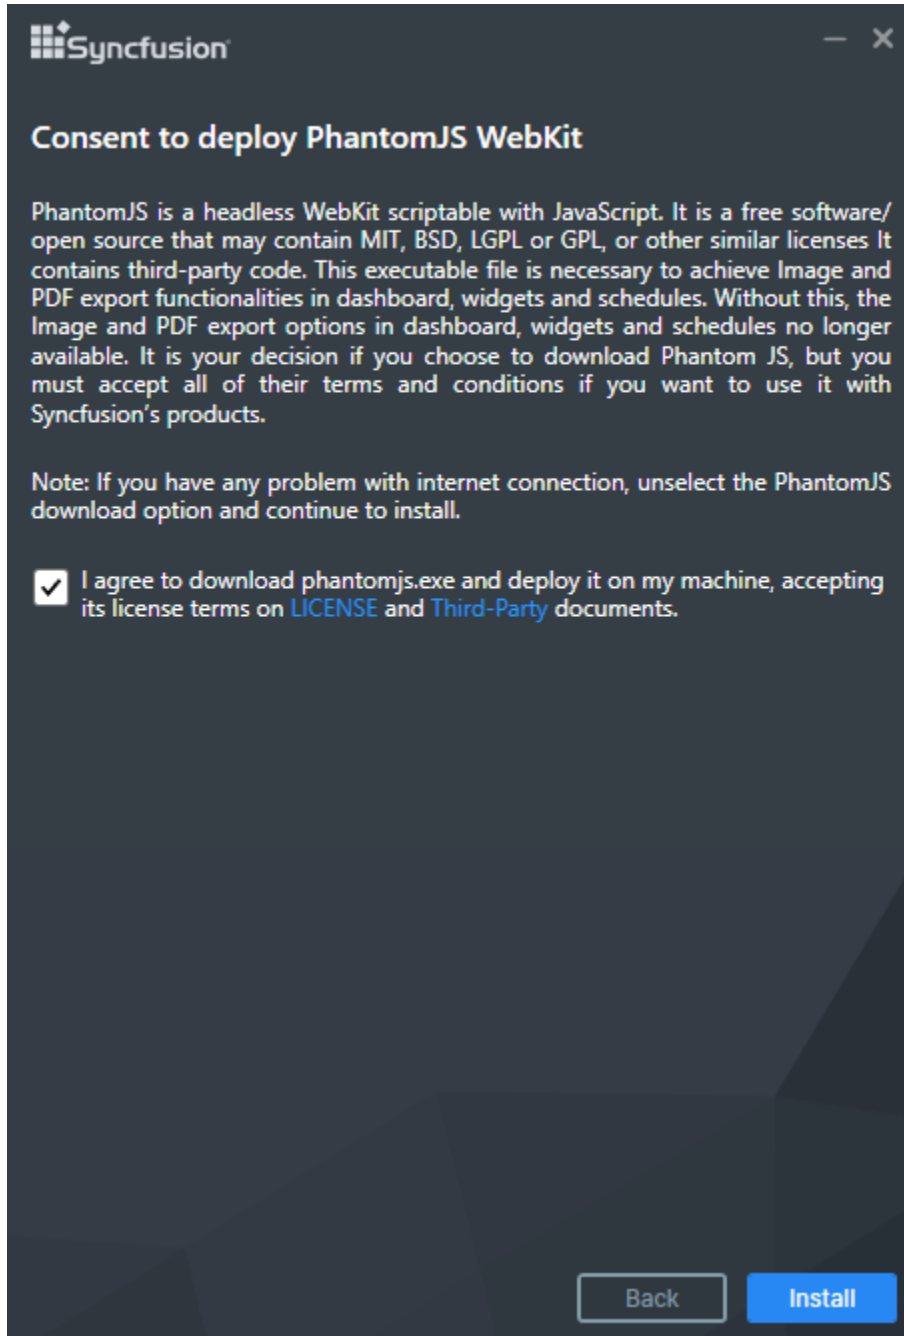 Syncfusion
Consent to deploy PhantomJS WebKit
PhantomJS is a headless WebKit scriptable with JavaScript. It is a free software/
open source that may contain MIT, BSD, LGPL or GPL, or other similar licenses It
contains third-party code. This executable file is necessary to achieve Image and
PDF export functionalities in dashboard, widgets and schedules. Without this, the
Image and PDF export options in dashboard, widgets and schedules no longer
available. It is your decision if you choose to download Phantom JS, but you
must accept all of their terms and conditions if you want to use it with
Syncfusion’s products.
Note: If you have any problem with internet connection, unselect the PhantomJS
download option and continue to install.
I agree to download phantomjs.exe and deploy it on my machine, accepting
its license terms on LICENSE and Third-Party documents.
Back
Install